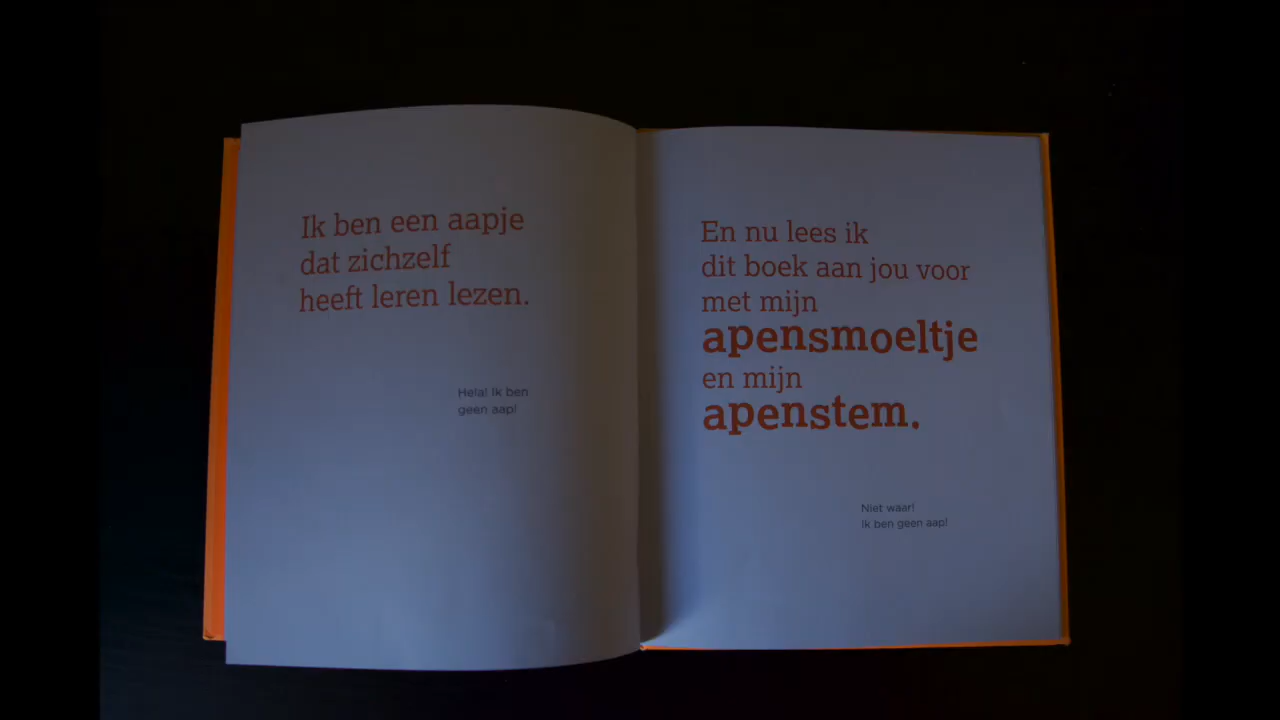 Ik ben een aapje
dat zichzelf
heeft leren lezen.
Hela! Ik ben
geen aap!
En nu lees ik
dit boek aan jou voor
met mijn
apensmoeltje
en mijn
apenstem.
Niet waar!
Ik ben geen aap!